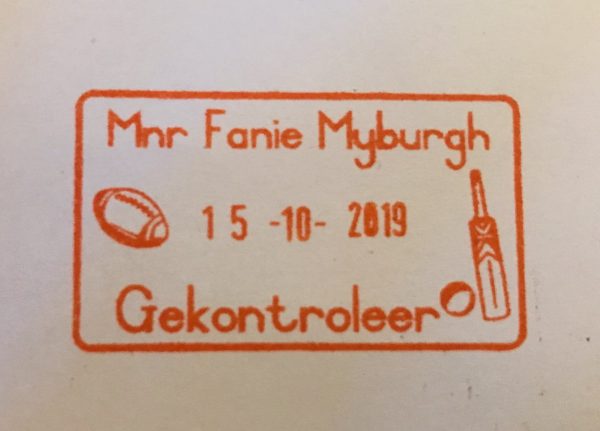 Mnr Fanie Myburgh
15 -10- 2019
Gekontroleer